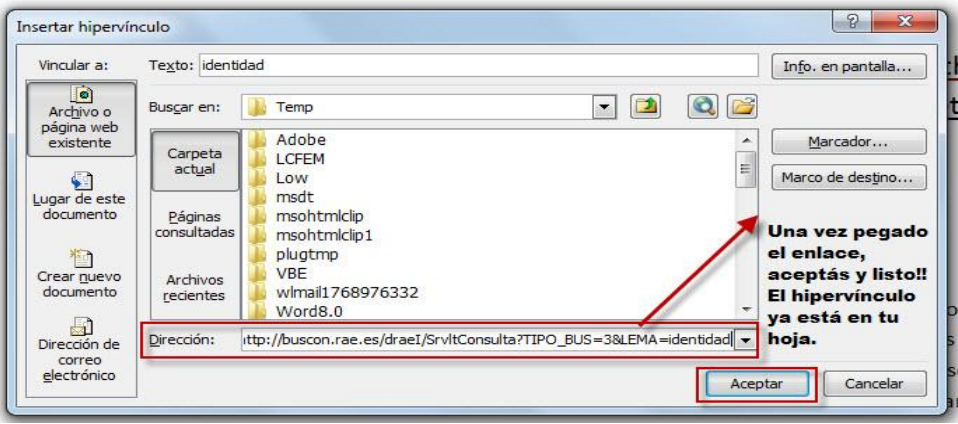 Insertar hipervínculo
Vincular a:
Texto: identidad
Info. en pantalla...
Archivo o
página web
existente
Buscar en:
Temp
Carpeta
actual
Adobe
LCFEM
Low
msdt
msohtmlclip
msohtmlclip1
plugtmp
VBE
wlmail1768976332
Word8.0
Marcador...
Marco de destino...
Lugar de este
documento
Páginas
consultadas
Crear nuevo
documento
Archivos
recientes
Una vez pegado
el enlace,
aceptás y listo!!
El hipervínculo
ya está en tu
hoja.
Dirección de
correo
electrónico
Dirección:
ttp://buscon.rae.es/draeI/SrvltConsulta?TIPO_BUS=3&LEMA=identidad
Aceptar
Cancelar